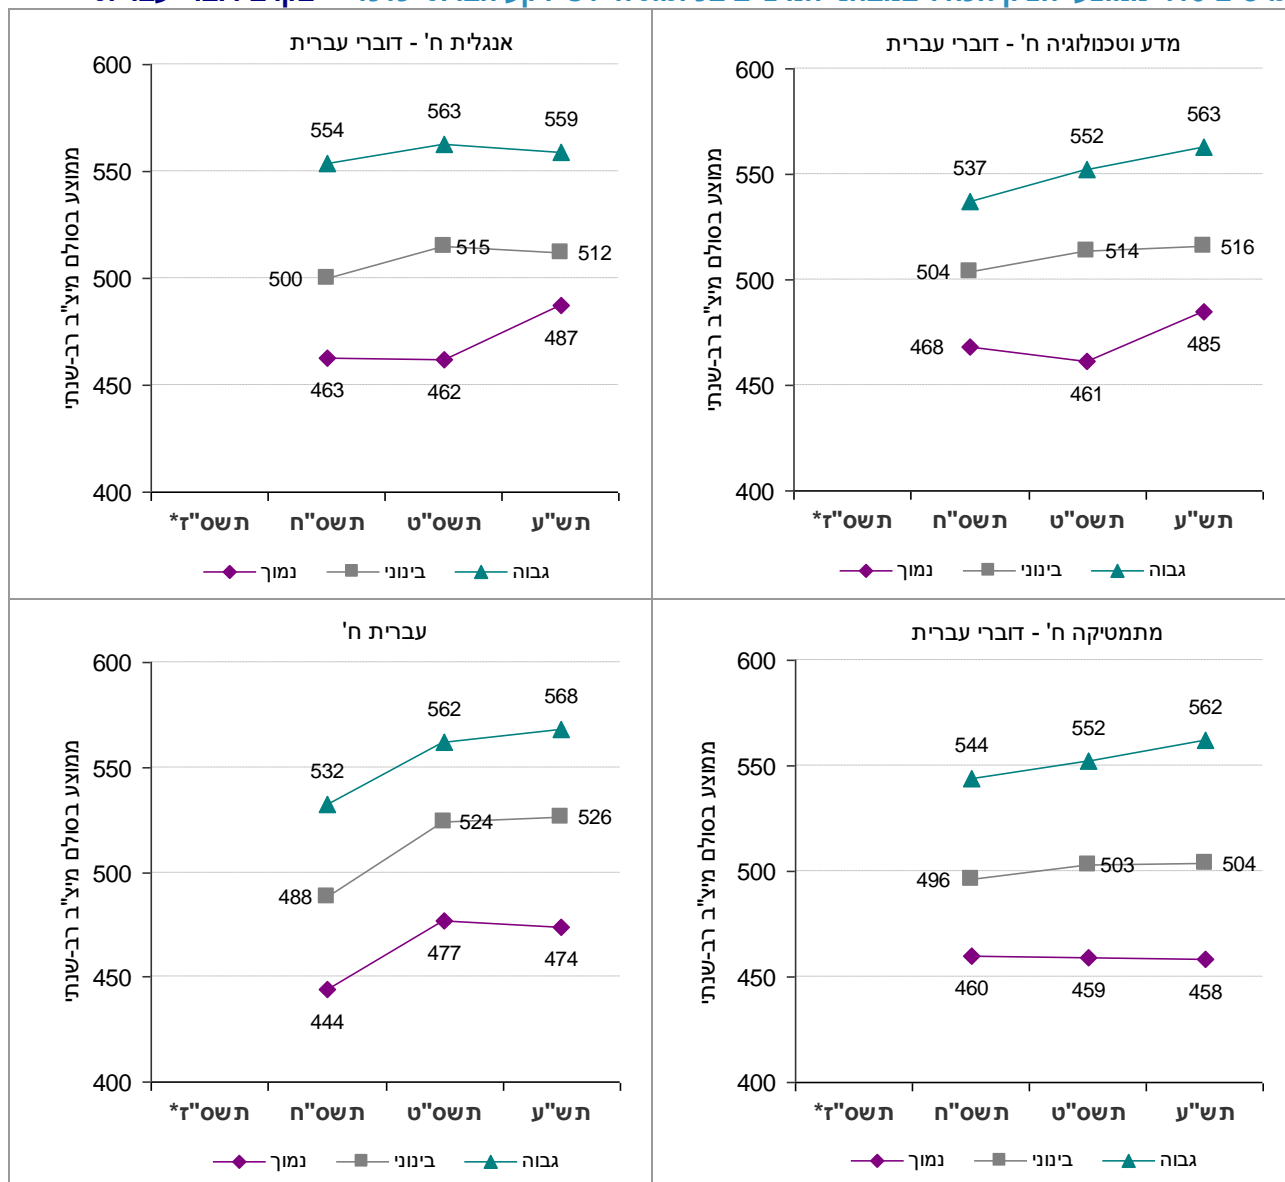 מדע וטכנולוגיה ח' - דוברי עברית
ממוצע בסולם מיצ"ב רב-שנתי
600
550
500
450
400
537
552
563
504
514
516
468
461
485
תשס"ז*
תשס"ח
תשס"ט
תש"ע
נמוך
בינוני
גבוה
אנגלית ח' - דוברי עברית
ממוצע בסולם מיצ"ב רב-שנתי
600
550
500
450
400
554
563
559
500
515
512
463
462
487
תשס"ז*
תשס"ח
תשס"ט
תש"ע
נמוך
בינוני
גבוה
מתמטיקה ח' - דוברי עברית
ממוצע בסולם מיצ"ב רב-שנתי
600
550
500
450
400
544
552
562
496
503
504
460
459
458
תשס"ז*
תשס"ח
תשס"ט
תש"ע
נמוך
בינוני
גבוה
עברית ח'
ממוצע בסולם מיצ"ב רב-שנתי
600
550
500
450
400
532
562
568
488
524
526
444
477
474
תשס"ז*
תשס"ח
תשס"ט
תש"ע
נמוך
בינוני
גבוה